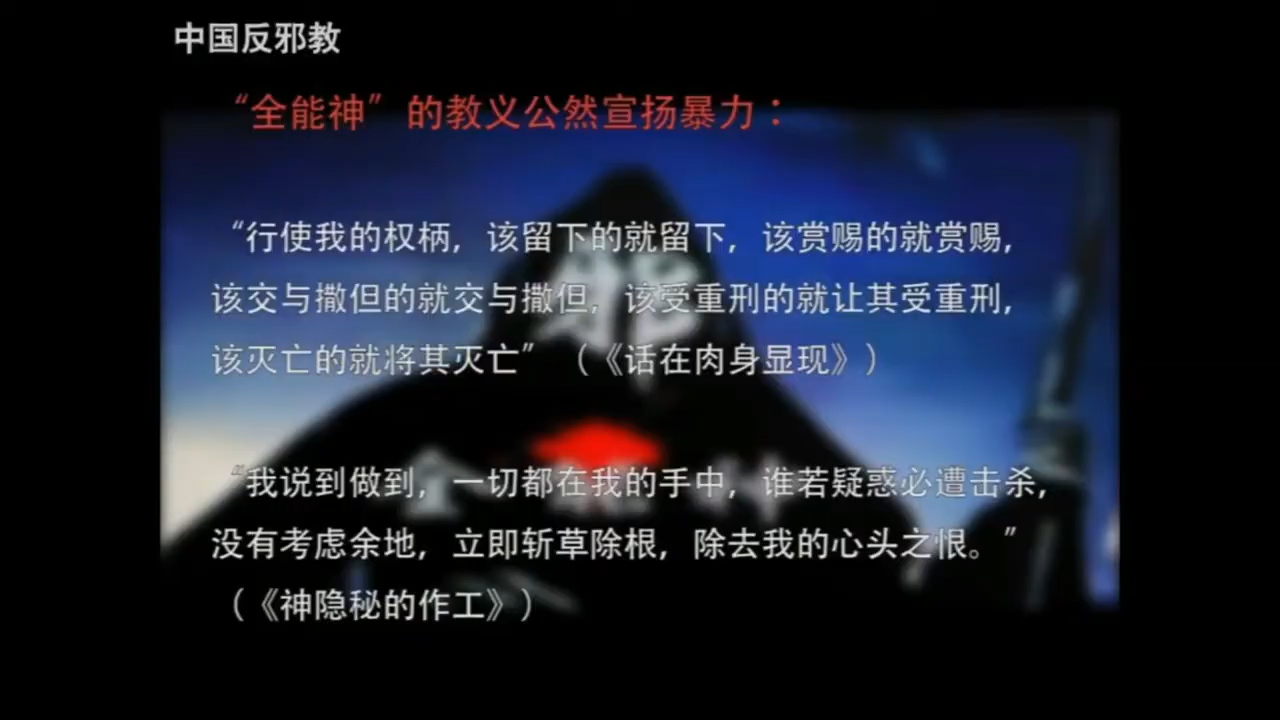 中国反邪教
“全能神”的教义公然宣扬暴力：
“行使我的权柄，该留下的就留下，该赏赐的就赏赐，
该交与撒但的就交与撒但，该受重刑的就让其受重刑，
该灭亡的就将其灭亡”（《话在肉身显现》）
“我说到做到，一切都在我的手中，谁若疑惑必遭击杀，
没有考虑余地，立即斩草除根，除去我的心头之恨。”
（《神隐秘的作工》）